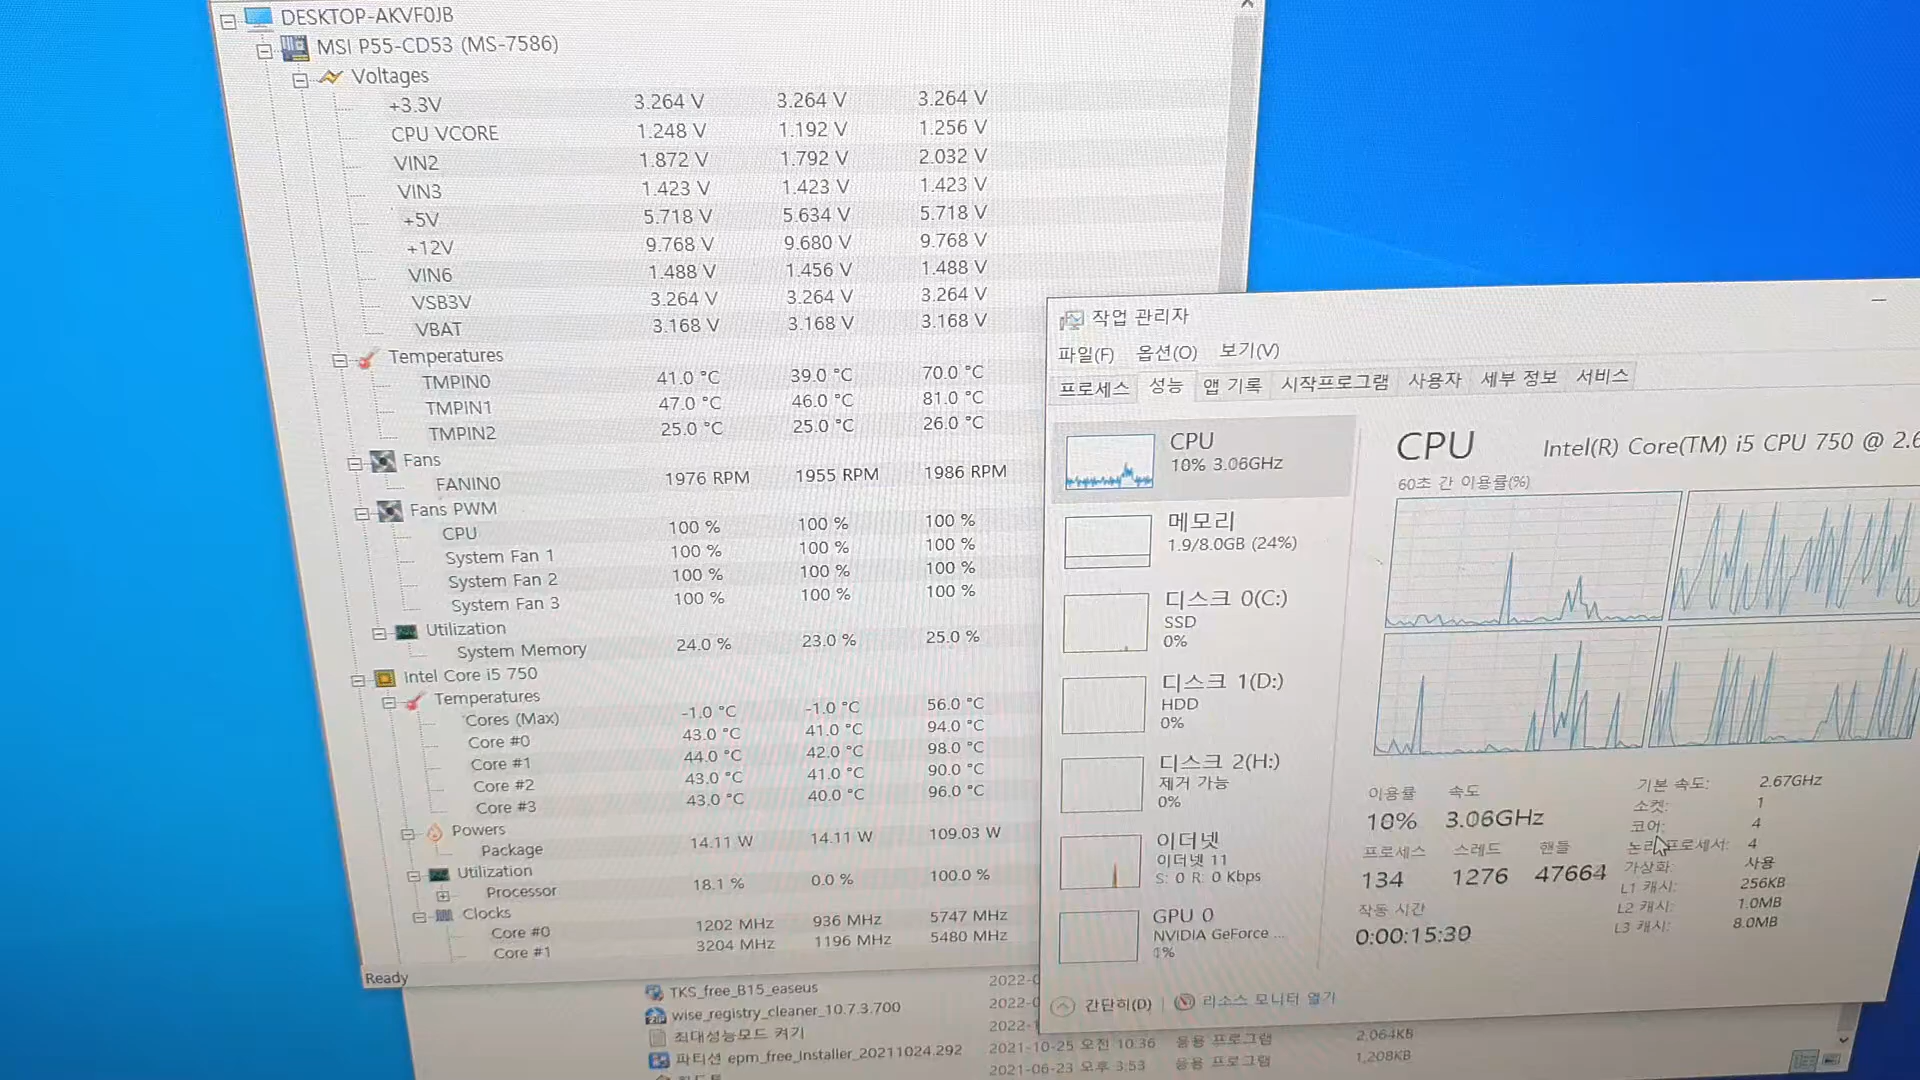 DESKTOP-AKVF0JB
MSI P55-CD53 (MS-7586)
Voltages
+3.3V 3.264 V 3.264 V 3.264 V
CPU VCORE 1.248 V 1.192 V 1.256 V
VIN2 1.872 V 1.792 V 2.032 V
VIN3 1.423 V 1.423 V 1.423 V
+5V 5.718 V 5.634 V 5.718 V
+12V 9.768 V 9.680 V 9.768 V
VIN6 1.488 V 1.456 V 1.488 V
VSB3V 3.264 V 3.264 V 3.264 V
VBAT 3.168 V 3.168 V 3.168 V
Temperatures
TMPIN0 41.0 °C 39.0 °C 70.0 °C
TMPIN1 47.0 °C 46.0 °C 81.0 °C
TMPIN2 25.0 °C 25.0 °C 26.0 °C
Fans
FANIN0 1976 RPM 1955 RPM 1986 RPM
Fans PWM
CPU 100 % 100 % 100 %
System Fan 1 100 % 100 % 100 %
System Fan 2 100 % 100 % 100 %
System Fan 3 100 % 100 % 100 %
Utilization
System Memory 24.0 % 23.0 % 25.0 %
Intel Core i5 750
Temperatures
Cores (Max) -1.0 °C -1.0 °C 56.0 °C
Core #0 43.0 °C 41.0 °C 94.0 °C
Core #1 44.0 °C 42.0 °C 98.0 °C
Core #2 43.0 °C 41.0 °C 90.0 °C
Core #3 43.0 °C 40.0 °C 96.0 °C
Powers
Package 14.11 W 14.11 W 109.03 W
Utilization
Processor 18.1 % 0.0 % 100.0 %
Clocks
Core #0 1202 MHz 936 MHz 5747 MHz
Core #1 3204 MHz 1196 MHz 5480 MHz
Ready
작업 관리자
파일(F) 옵션(O) 보기(V)
프로세스 성능 앱 기록 시작프로그램 사용자 세부 정보 서비스
CPU
10% 3.06GHz
메모리
1.9/8.0GB (24%)
디스크 0(C:)
SSD
0%
디스크 1(D:)
HDD
0%
디스크 2(H:)
제거 가능
0%
이더넷
이더넷 11
S: 0 R: 0 Kbps
GPU 0
NVIDIA GeForce ...
1%
CPU Intel(R) Core(TM) i5 CPU 750 @ 2.6
60초 간 이용률(%)
이용률 속도
10% 3.06GHz
프로세스 스레드 핸들
134 1276 47664
작동 시간
0:00:15:30
기본 속도: 2.67GHz
소켓: 1
코어: 4
논리 프로세서: 4
가상화: 사용
L1 캐시: 256KB
L2 캐시: 1.0MB
L3 캐시: 8.0MB
간단히(D) 리소스 모니터 열기
TKS_free_B15_easeus 2022-0
wise_registry_cleaner_10.7.3.700 2022-0
최대성능모드 켜기 2022-1
파티션 epm_free_Installer_20211024.292 2021-10-25 오전 10:36 응용 프로그램 2,064KB
2021-06-23 오후 3:53 응용 프로그램 1,208KB